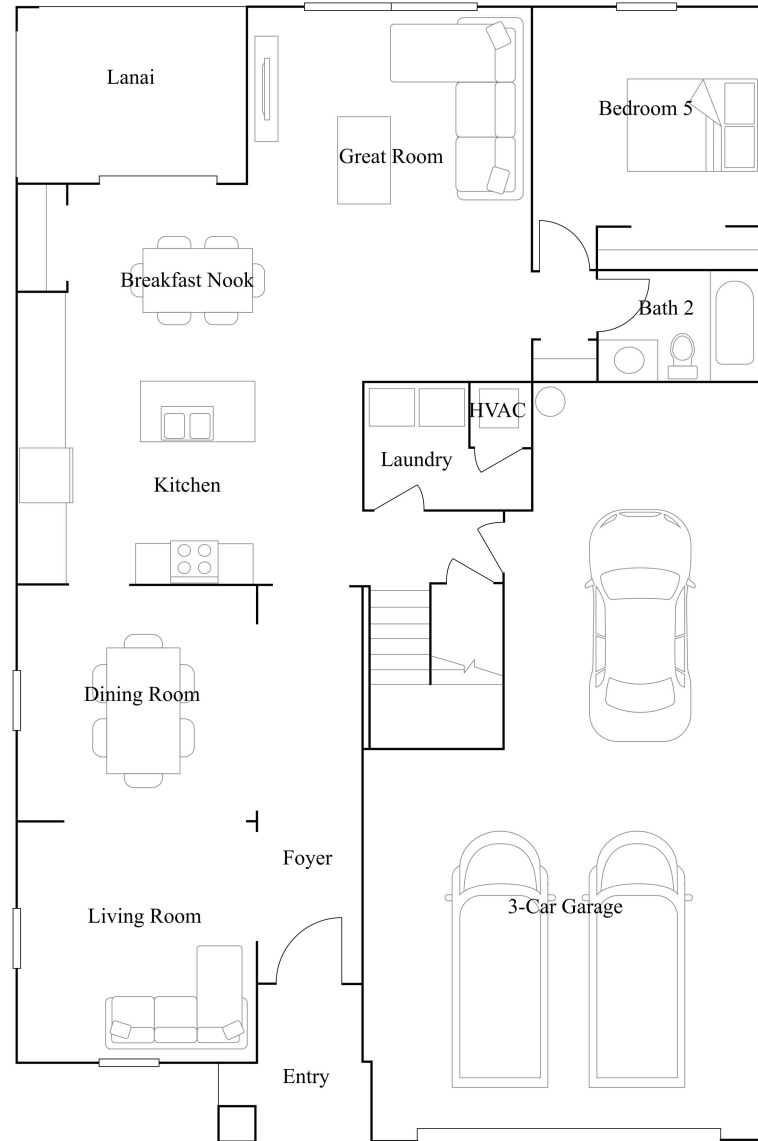 Lanai
Bedroom 5
Great Room
Breakfast Nook
Bath 2
HVAC
Laundry
Kitchen
Dining Room
Foyer
3-Car Garage
Living Room
Entry